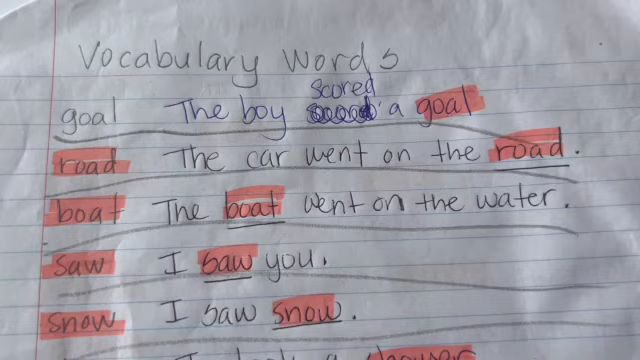 Vocabulary Words
goal The boy scored a goal
road The car went on the road.
boat The boat went on the water.
saw I saw you.
snow I saw snow.